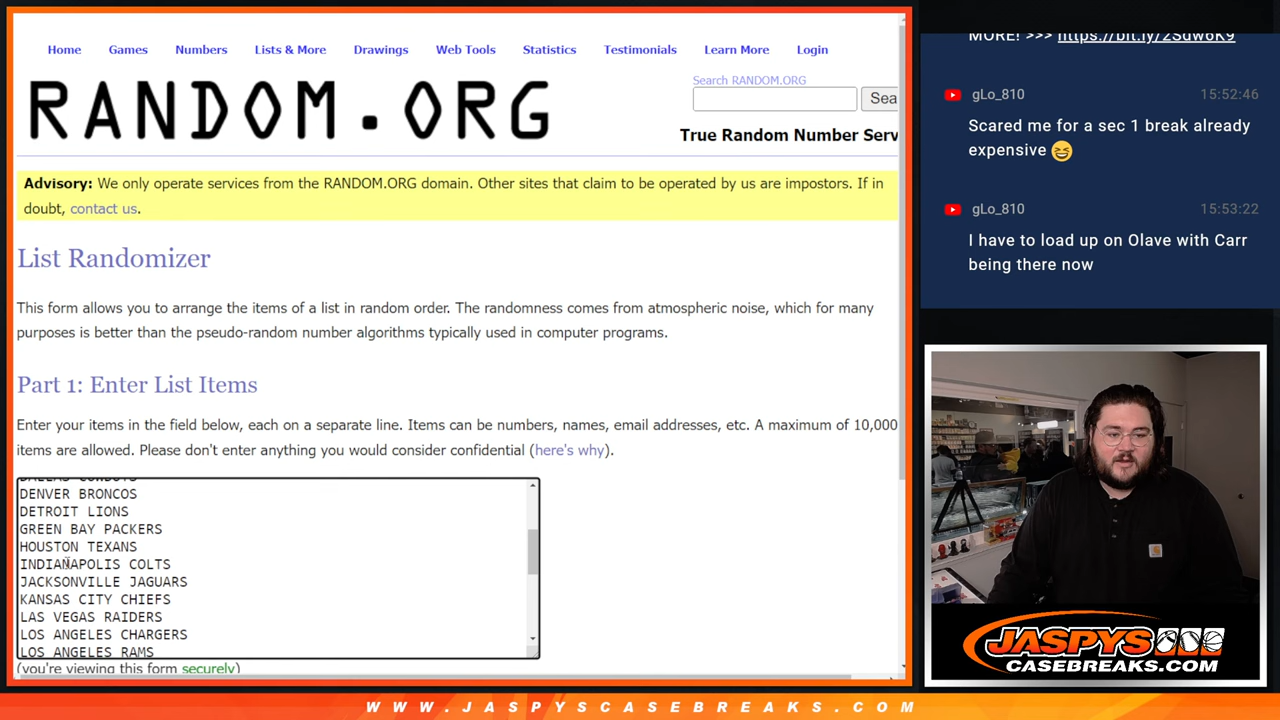 Home Games Numbers Lists & More Drawings Web Tools Statistics Testimonials Learn More Login
RANDOM.ORG
Search RANDOM.ORG
Sea
True Random Number Serv
Advisory: We only operate services from the RANDOM.ORG domain. Other sites that claim to be operated by us are impostors. If in
doubt, contact us.
List Randomizer
This form allows you to arrange the items of a list in random order. The randomness comes from atmospheric noise, which for many
purposes is better than the pseudo-random number algorithms typically used in computer programs.
Part 1: Enter List Items
Enter your items in the field below, each on a separate line. Items can be numbers, names, email addresses, etc. A maximum of 10,000
items are allowed. Please don't enter anything you would consider confidential (here's why).
DALLAS COWBOYS
DENVER BRONCOS
DETROIT LIONS
GREEN BAY PACKERS
HOUSTON TEXANS
INDIANAPOLIS COLTS
JACKSONVILLE JAGUARS
KANSAS CITY CHIEFS
LAS VEGAS RAIDERS
LOS ANGELES CHARGERS
LOS ANGELES RAMS
(you're viewing this form securely)
MORE! >>> https://bit.ly/2Sdw6K9
gLo_810 15:52:46
Scared me for a sec 1 break already
expensive 😆
gLo_810 15:53:22
I have to load up on Olave with Carr
being there now
JASPYS
CASEBREAKS.COM
WWW.JASPYSCASEBREAKS.COM